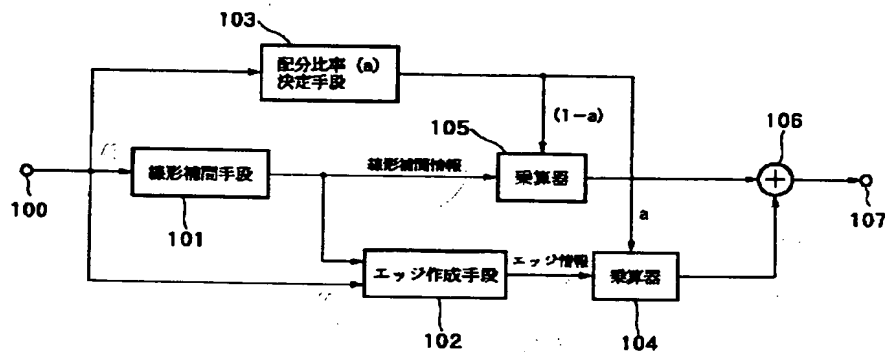 103
配分比率 (a)
決定手段
(1-a)
105
106
線形補間手段
線形補間情報
乗算器
100
101
107
a
エッジ作成手段
エッジ情報
乗算器
102
104